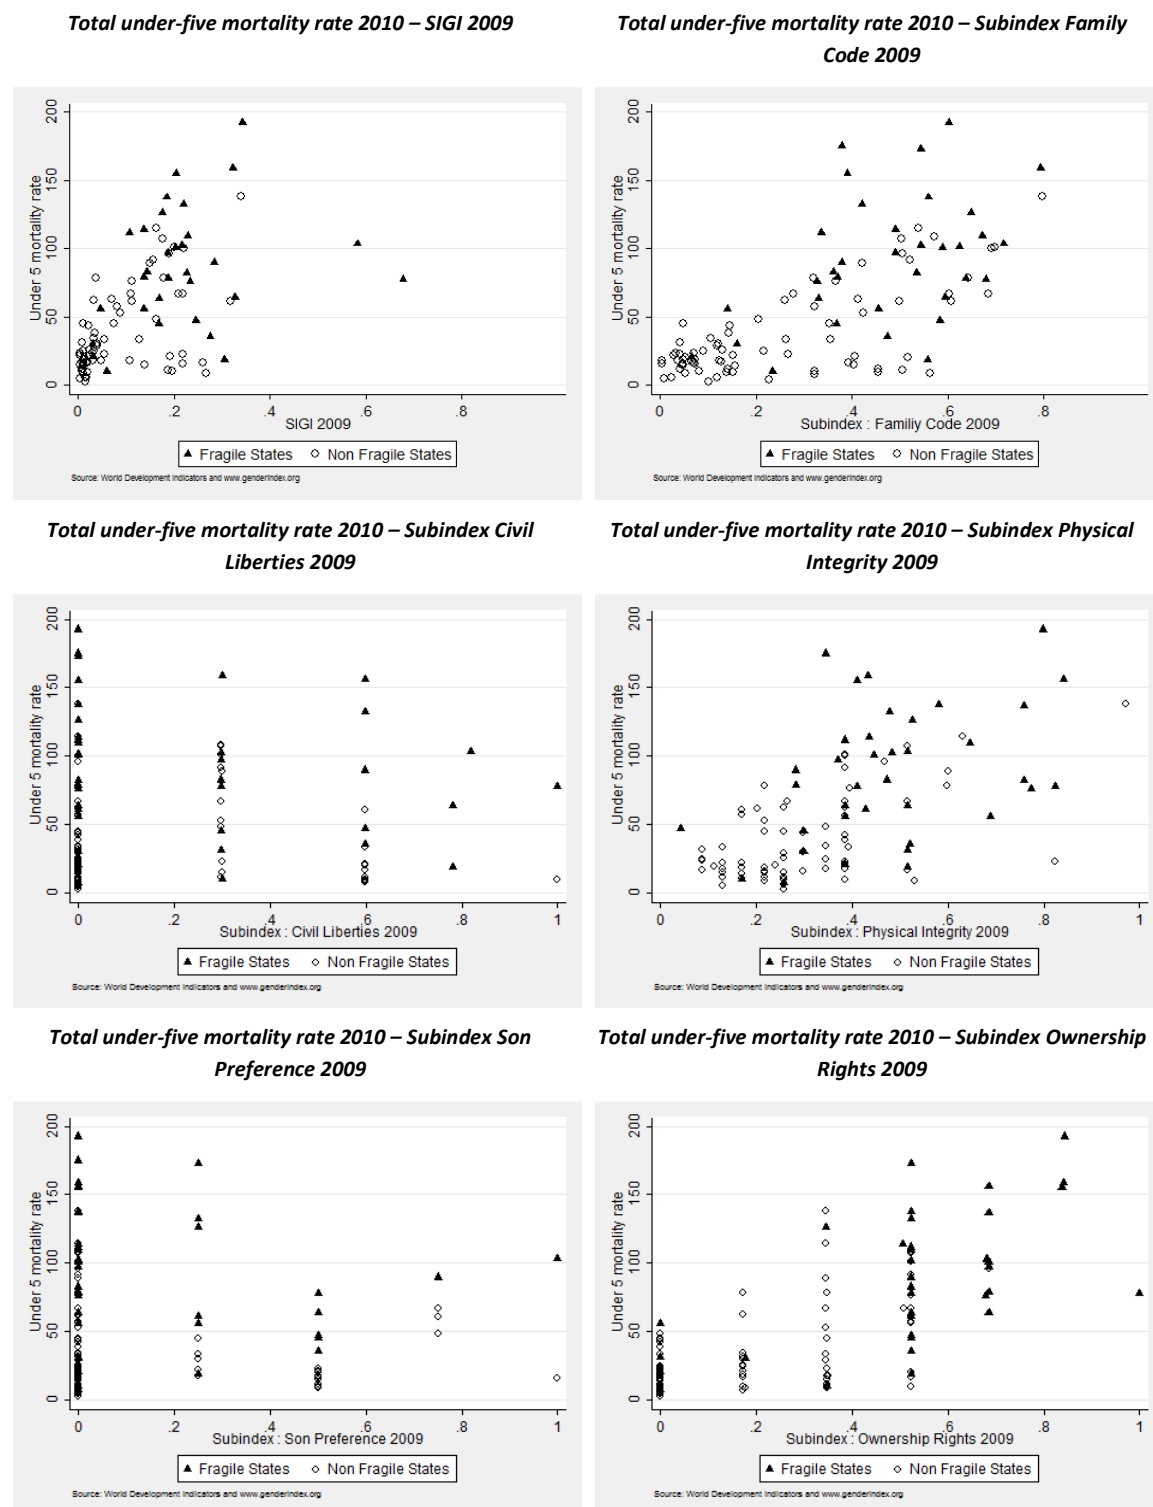 Total under-five mortality rate 2010 – SIGI 2009
Total under-five mortality rate 2010 – Subindex Family
Code 2009
Under 5 mortality rate
200
150
100
50
0
0 .2 .4 .6 .8
SIGI 2009
▲ Fragile States ○ Non Fragile States
Source: World Development Indicators and www.genderindex.org
Under 5 mortality rate
200
150
100
50
0
0 .2 .4 .6 .8
Subindex : Familiy Code 2009
▲ Fragile States ○ Non Fragile States
Source: World Development Indicators and www.genderindex.org
Total under-five mortality rate 2010 – Subindex Civil
Liberties 2009
Total under-five mortality rate 2010 – Subindex Physical
Integrity 2009
Under 5 mortality rate
200
150
100
50
0
0 .2 .4 .6 .8 1
Subindex : Civil Liberties 2009
▲ Fragile States ○ Non Fragile States
Source: World Development Indicators and www.genderindex.org
Under 5 mortality rate
200
150
100
50
0
0 .2 .4 .6 .8 1
Subindex : Physical Integrity 2009
▲ Fragile States ○ Non Fragile States
Source: World Development Indicators and www.genderindex.org
Total under-five mortality rate 2010 – Subindex Son
Preference 2009
Total under-five mortality rate 2010 – Subindex Ownership
Rights 2009
Under 5 mortality rate
200
150
100
50
0
0 .2 .4 .6 .8 1
Subindex : Son Preference 2009
▲ Fragile States ○ Non Fragile States
Source: World Development Indicators and www.genderindex.org
Under 5 mortality rate
200
150
100
50
0
0 .2 .4 .6 .8 1
Subindex : Ownership Rights 2009
▲ Fragile States ○ Non Fragile States
Source: World Development Indicators and www.genderindex.org